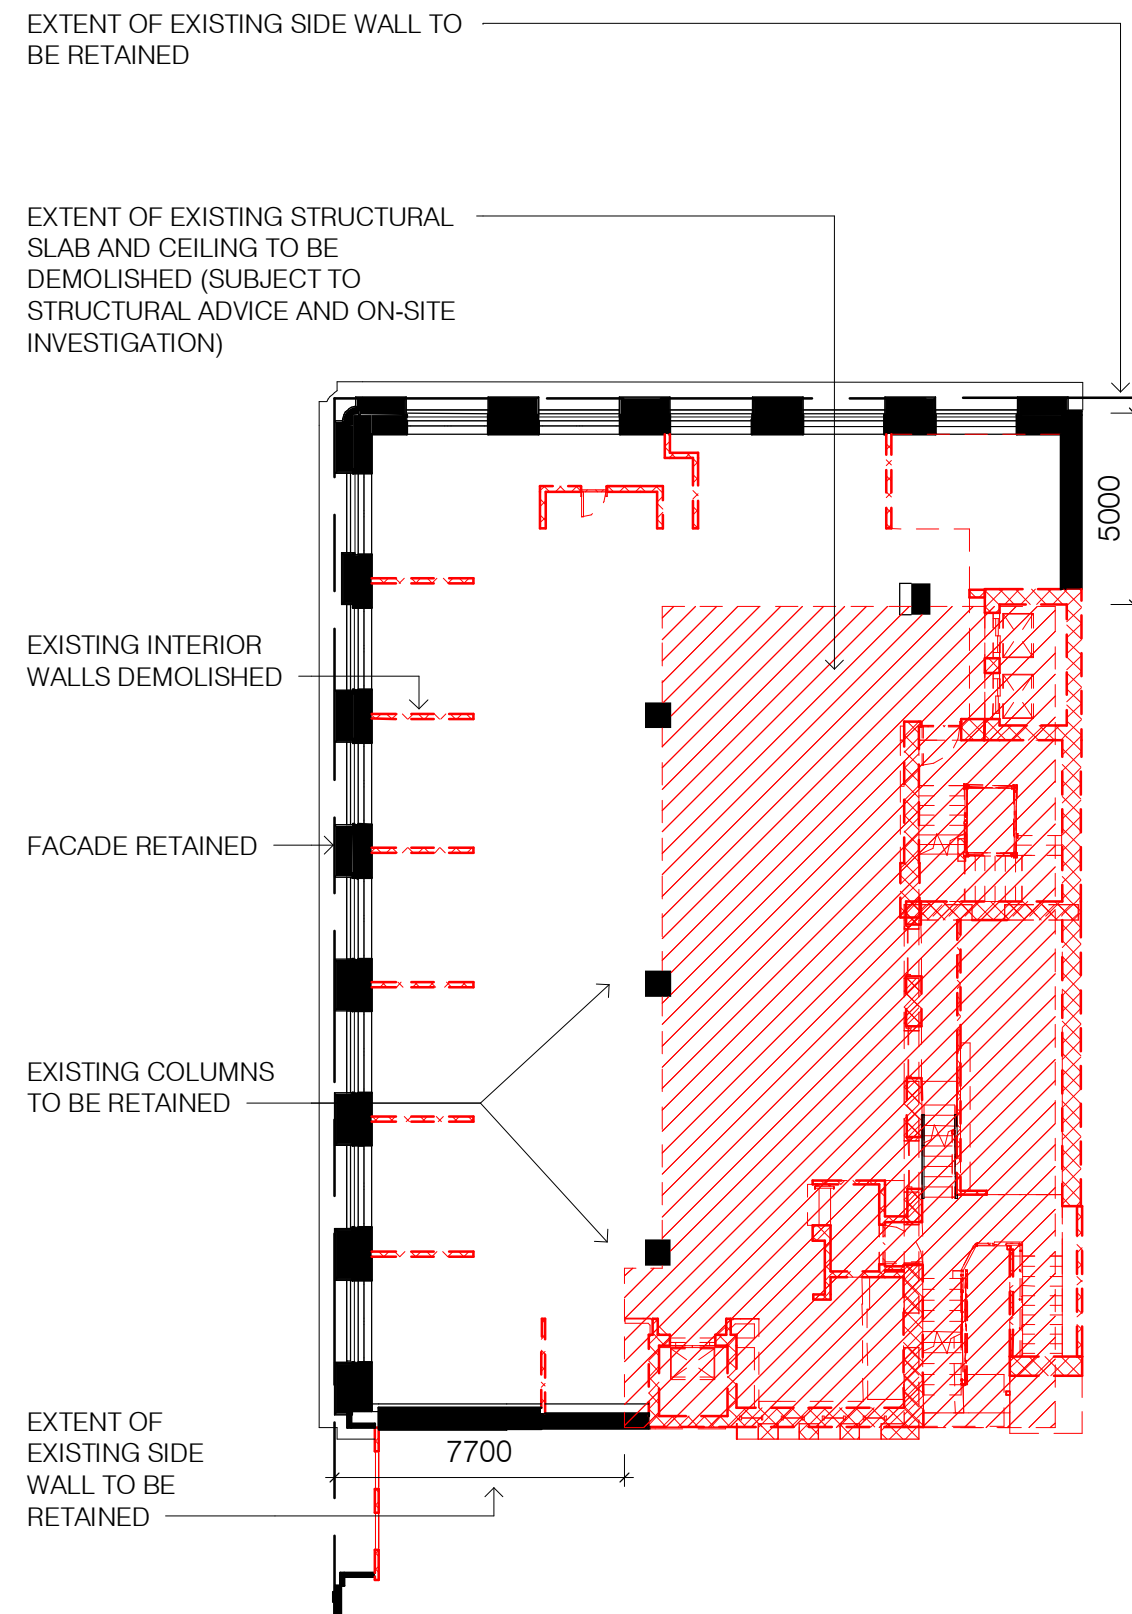 EXTENT OF EXISTING SIDE WALL TO
BE RETAINED
EXTENT OF EXISTING STRUCTURAL
SLAB AND CEILING TO BE
DEMOLISHED (SUBJECT TO
STRUCTURAL ADVICE AND ON-SITE
INVESTIGATION)
5000
EXISTING INTERIOR
WALLS DEMOLISHED
FACADE RETAINED
EXISTING COLUMNS
TO BE RETAINED
EXTENT OF
EXISTING SIDE
WALL TO BE
RETAINED
7700